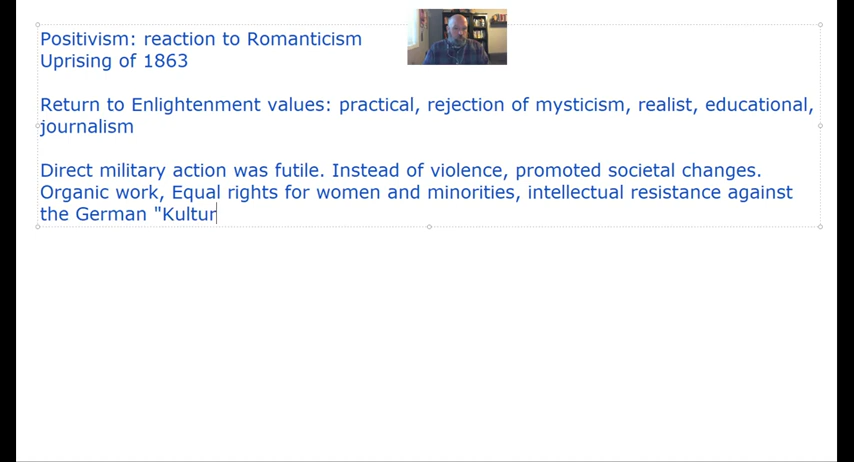 Positivism: reaction to Romanticism
Uprising of 1863
Return to Enlightenment values: practical, rejection of mysticism, realist, educational,
journalism
Direct military action was futile. Instead of violence, promoted societal changes.
Organic work, Equal rights for women and minorities, intellectual resistance against
the German "Kultur